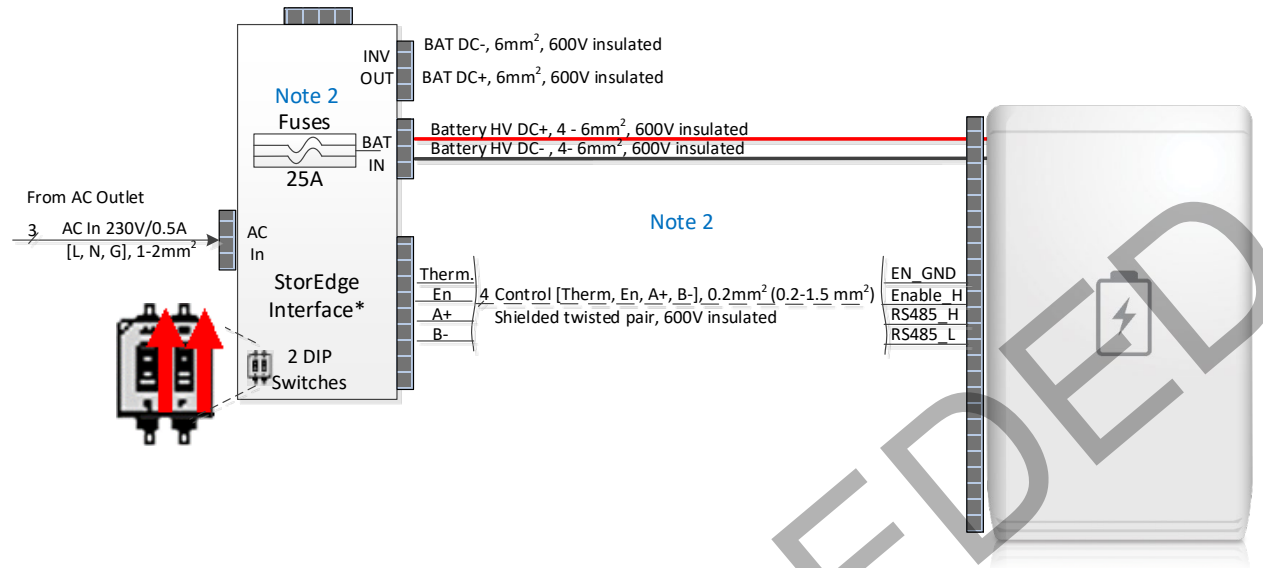 INV
OUT
BAT DC-, 6mm², 600V insulated
BAT DC+, 6mm², 600V insulated
Note 2
Fuses
25A
BAT
IN
Battery HV DC+, 4 - 6mm², 600V insulated
Battery HV DC- , 4- 6mm², 600V insulated
From AC Outlet
3
AC In 230V/0.5A
[L, N, G], 1-2mm²
AC
In
Note 2
StorEdge
Interface*
Therm.
En
A+
B-
4 Control [Therm, En, A+, B-], 0.2mm² (0.2-1.5 mm²)
Shielded twisted pair, 600V insulated
EN_GND
Enable_H
RS485_H
RS485_L
2 DIP
Switches
EDED